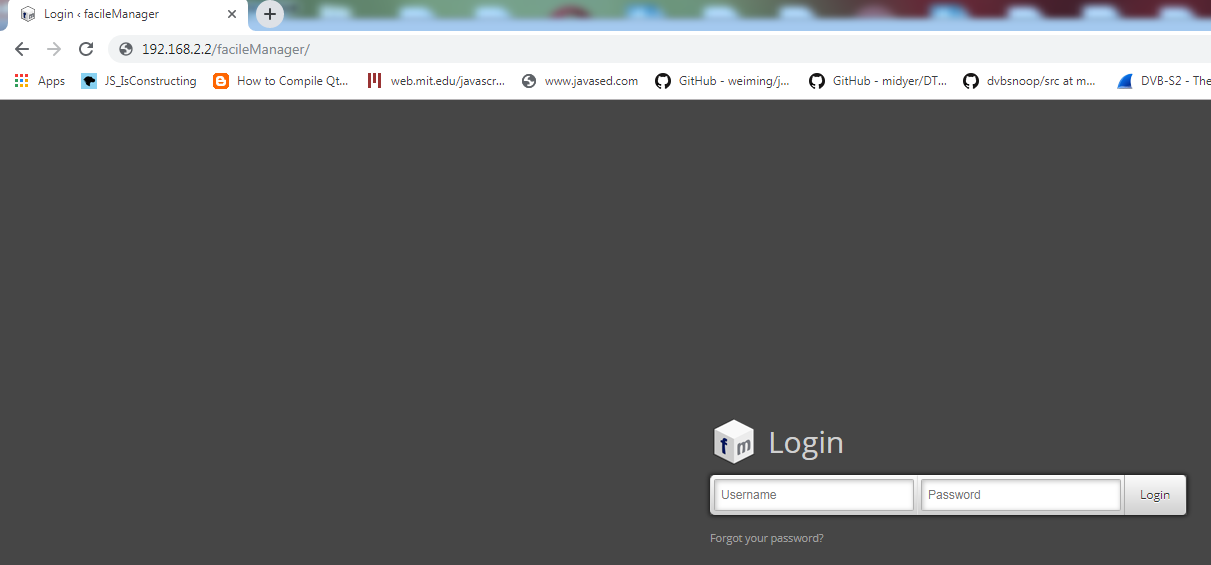 Login ‹ facileManager
192.168.2.2/facileManager/
Apps JS_IsConstructing How to Compile Qt... web.mit.edu/javascr... www.javased.com GitHub - weiming/j... GitHub - midyer/DT... dvbsnoop/src at m... DVB-S2 - The
fm Login
Username Password Login
Forgot your password?